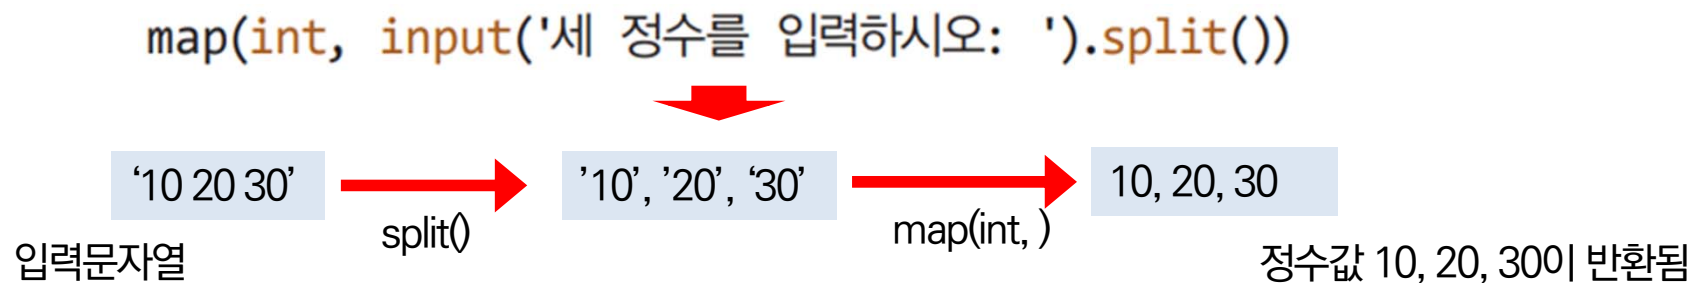 map(int, input('세 정수를 입력하시오: ').split())
‘10 20 30’
’10’, ’20’, ‘30’
10, 20, 30
split()
map(int, )
입력문자열
정수값 10, 20, 30이 반환됨